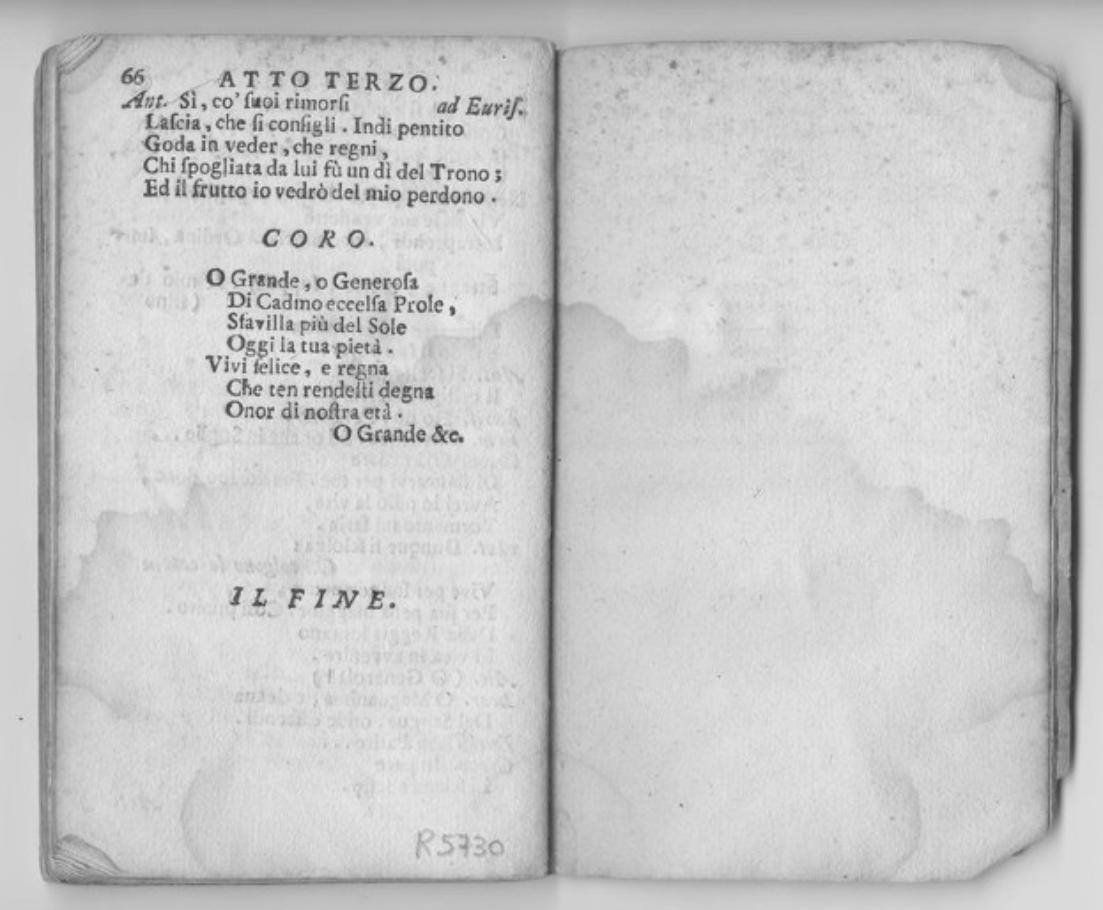 66 ATTO TERZO.
Ant. Sì, co' ſuoi rimorſi ad Euriſ.
Laſcia, che ſi conſigli. Indi pentito
Goda in veder, che regni,
Chi ſpogliata da lui fù un dì del Trono;
Ed il frutto io vedrò del mio perdono.
CORO.
O Grande, o Generoſa
Di Cadmo eccelſa Prole,
Sfavilla più del Sole
Oggi la tua pietà.
Vivi felice, e regna
Che ten rendeſti degna
Onor di noſtra età.
O Grande &c.
IL FINE.
R5730